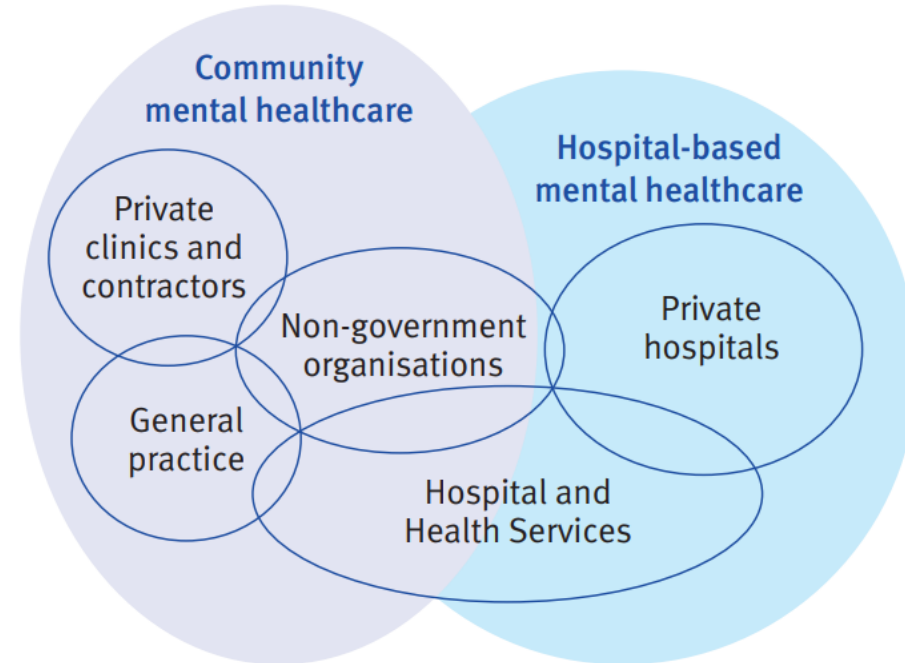 Community
mental healthcare
Hospital-based
mental healthcare
Private
clinics and
contractors
Non-government
organisations
Private
hospitals
General
practice
Hospital and
Health Services